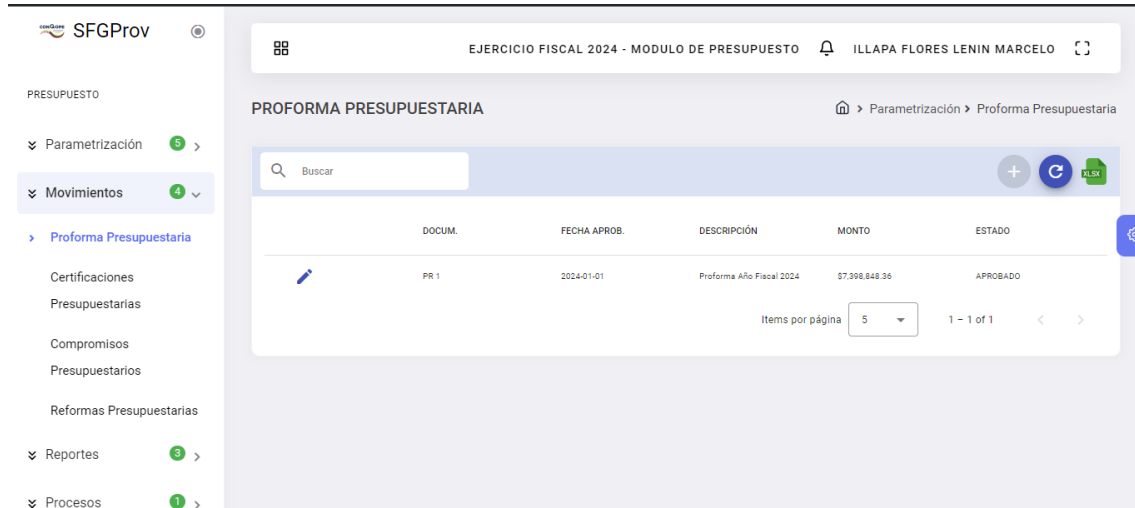 CONGOPE SFGProv
EJERCICIO FISCAL 2024 - MODULO DE PRESUPUESTO ILLAPA FLORES LENIN MARCELO
PRESUPUESTO
Parametrización 5
Movimientos 4
Proforma Presupuestaria
Certificaciones
Presupuestarias
Compromisos
Presupuestarios
Reformas Presupuestarias
Reportes 3
Procesos 1
PROFORMA PRESUPUESTARIA
> Parametrización > Proforma Presupuestaria
Buscar
XLSX
DOCUM. FECHA APROB. DESCRIPCIÓN MONTO ESTADO
PR 1 2024-01-01 Proforma Año Fiscal 2024 $7,398,848.36 APROBADO
Items por página 5 1 – 1 of 1